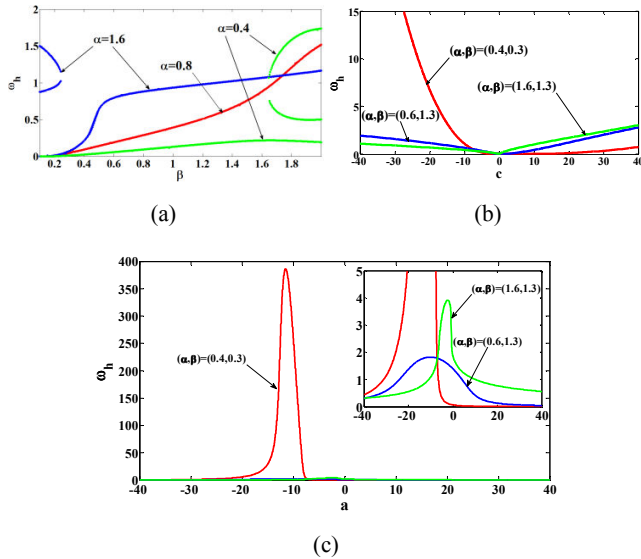 2
1.5
1
0.5
0
ω_h
α=1.6
α=0.8
α=0.4
0.2 0.4 0.6 0.8 1 1.2 1.4 1.6 1.8
β
(a)
15
10
5
0
ω_h
(α,β)=(0.4,0.3)
(α,β)=(1.6,1.3)
(α,β)=(0.6,1.3)
-40 -30 -20 -10 0 10 20 30 40
c
(b)
400
350
300
250
200
150
100
50
0
ω_h
(α,β)=(0.4,0.3)
-40 -30 -20 -10 0 10 20 40
a
5
4
3
2
1
0
(α,β)=(1.6,1.3)
(α,β)=(0.6,1.3)
-40 -20 0 20 40
(c)